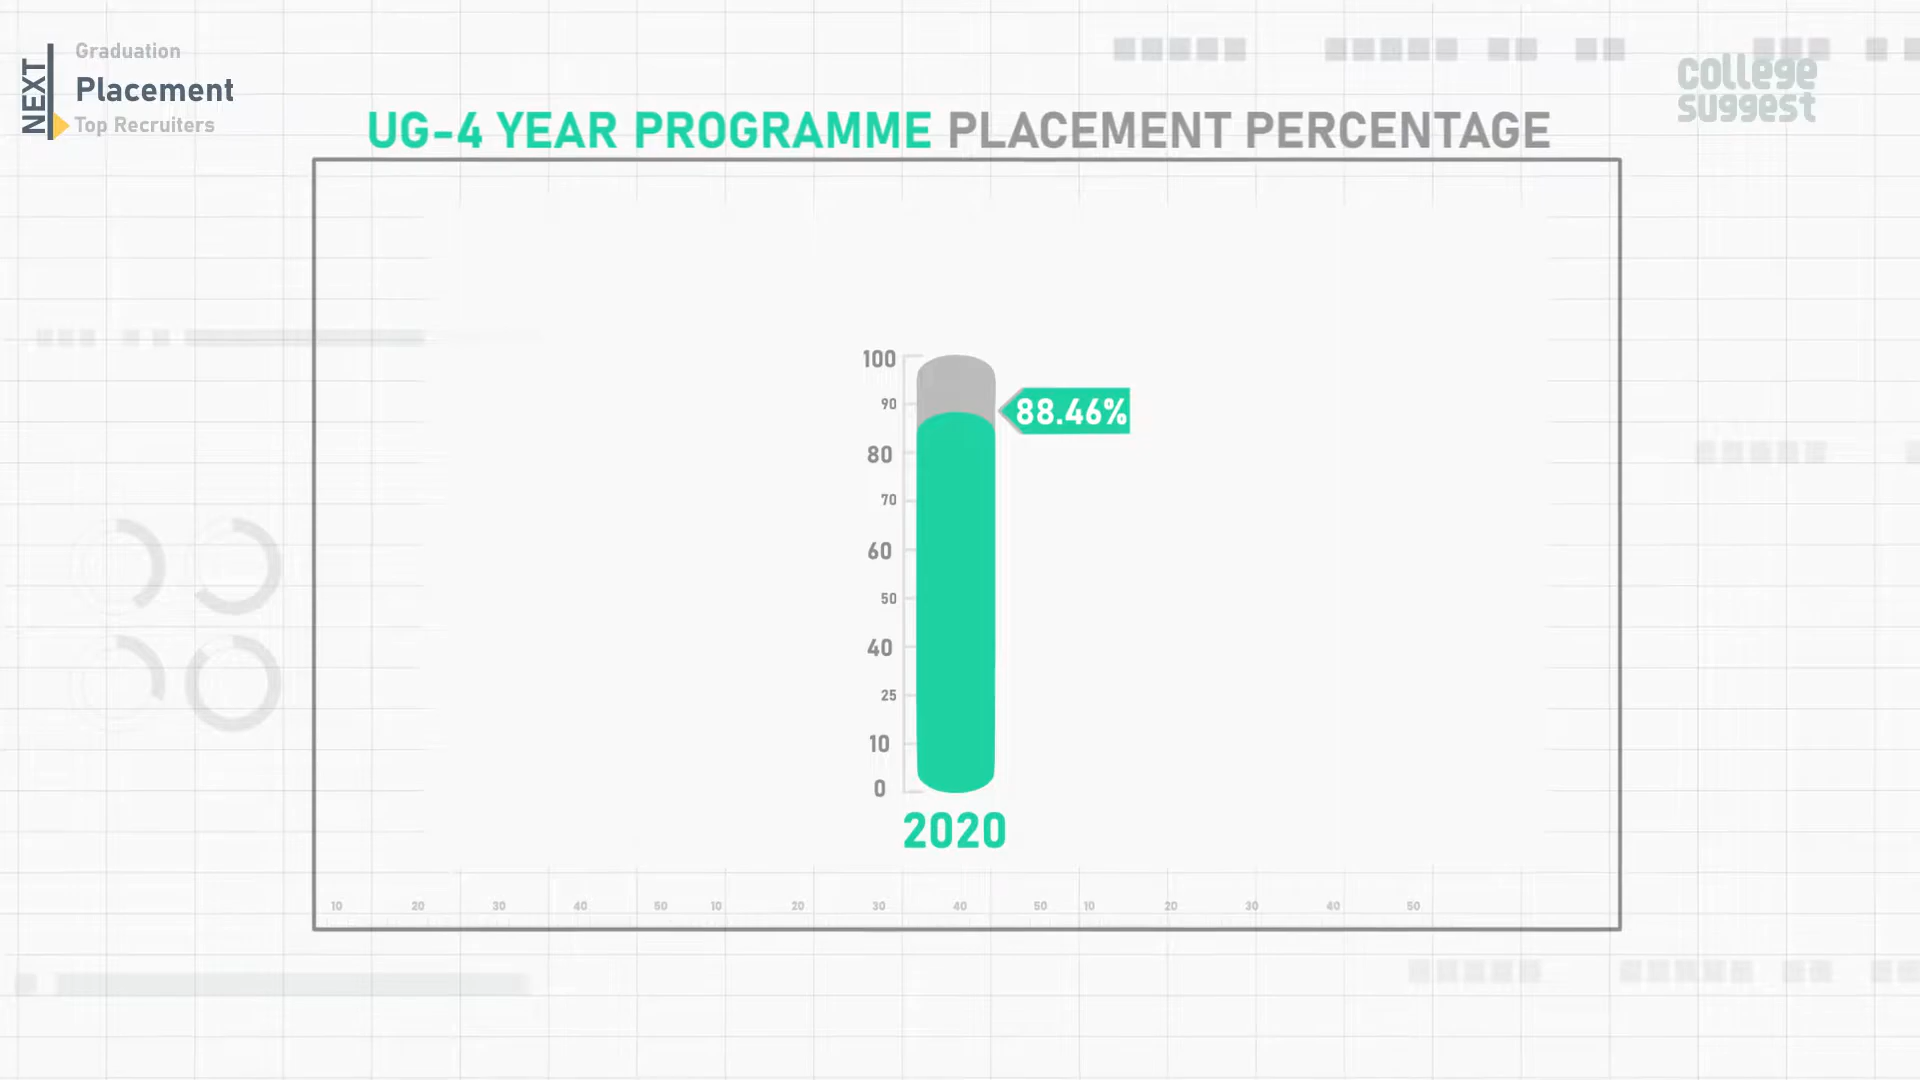 NEXT
Graduation
Placement
Top Recruiters
college
suggest
UG-4 YEAR PROGRAMME PLACEMENT PERCENTAGE
100
90
88.46%
80
70
60
50
40
25
10
0
2020
10 20 30 40 50 10 20 30 40 50 10 20 30 40 50